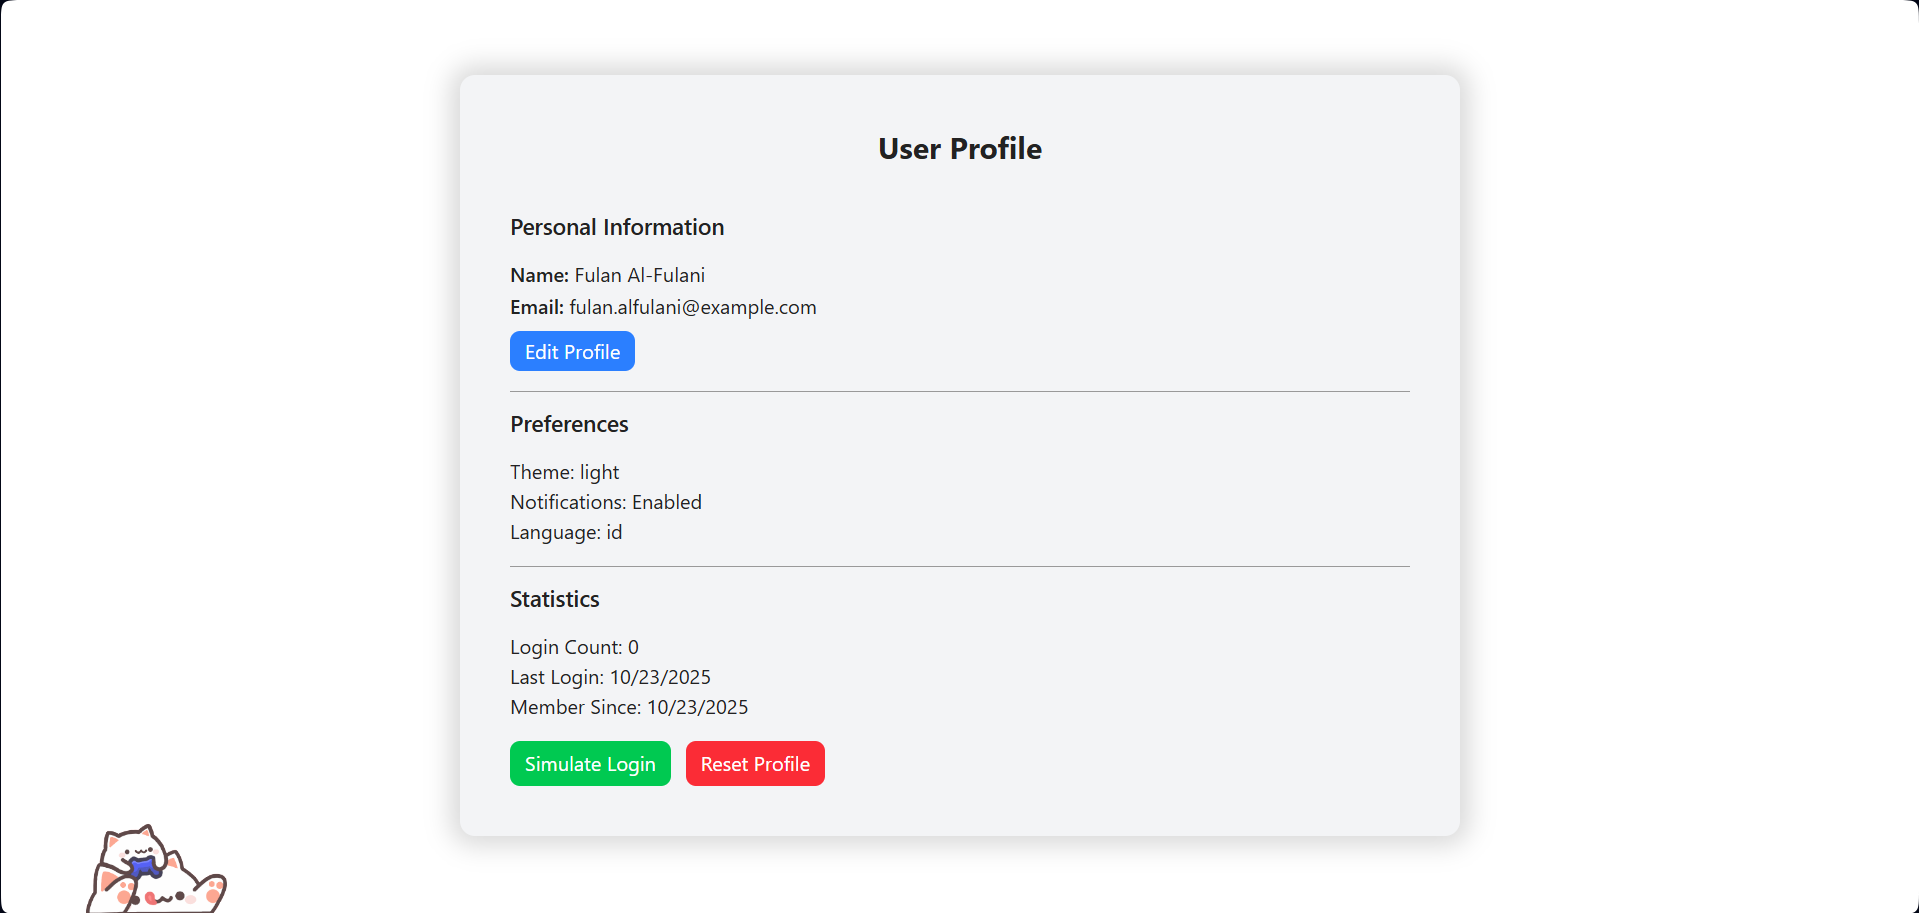 User Profile
Personal Information
Name: Fulan Al-Fulani
Email: fulan.alfulani@example.com
Edit Profile
Preferences
Theme: light
Notifications: Enabled
Language: id
Statistics
Login Count: 0
Last Login: 10/23/2025
Member Since: 10/23/2025
Simulate Login Reset Profile